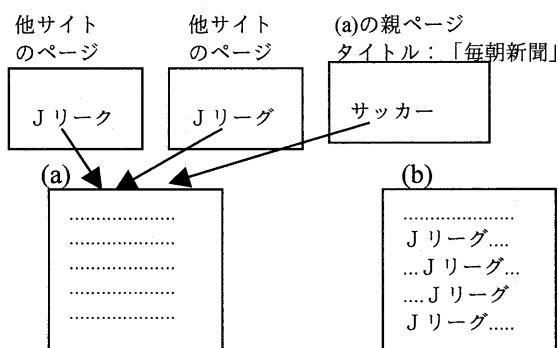 他サイト
のページ
他サイト
のページ
(a)の親ページ
タイトル：「毎朝新聞」
Jリーク
Jリーグ
サッカー
(a)
(b)
....................
....................
....................
....................
....................
....................
Jリーグ....
...Jリーグ...
....Jリーグ
Jリーグ.....